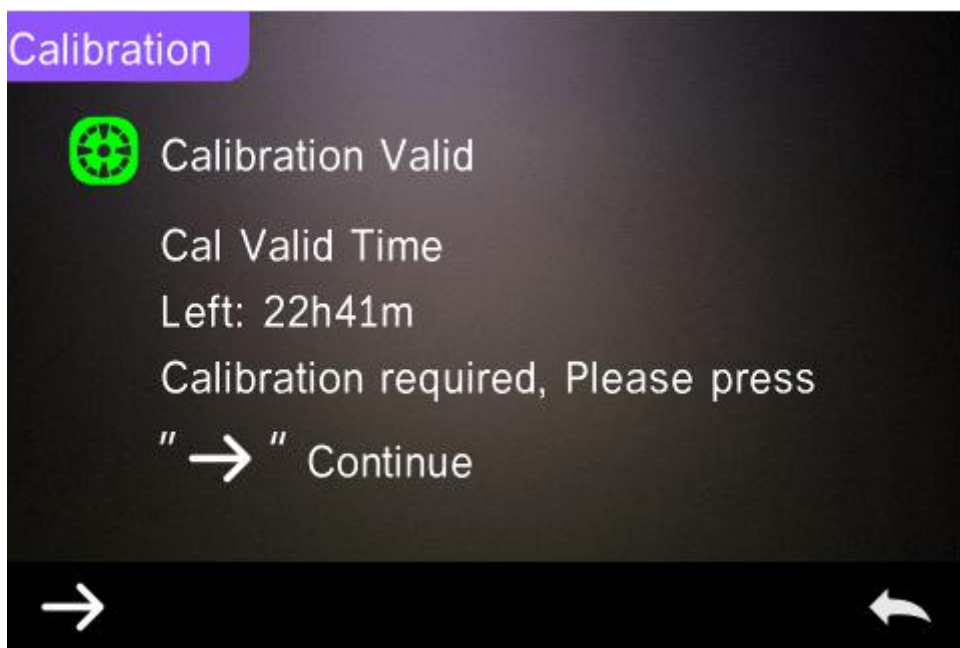 Calibration
Calibration Valid
Cal Valid Time
Left: 22h41m
Calibration required, Please press
"→" Continue